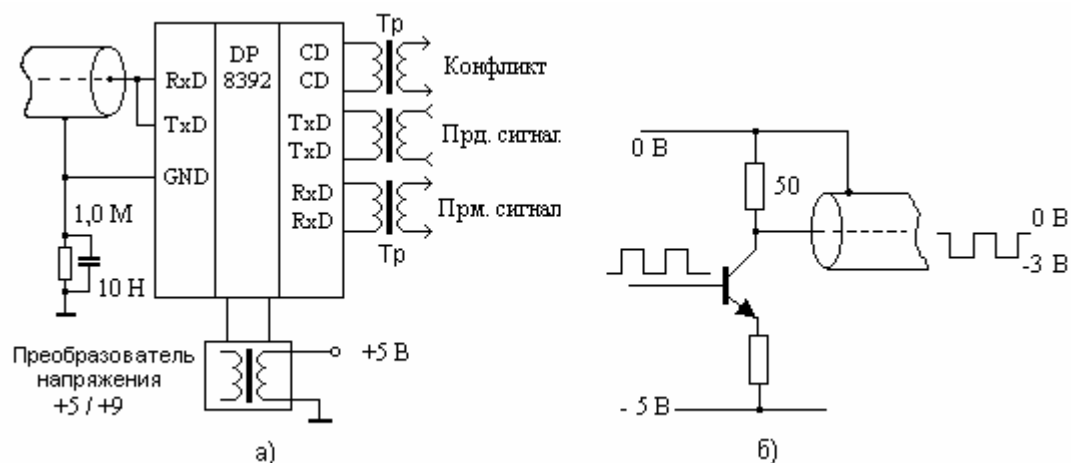 Тр
DP
8392
RxD
TxD
GND
CD
CD
TxD
TxD
RxD
RxD
Конфликт
Прд. сигнал
Прм. сигнал
Тр
1,0 М
10 Н
Преобразователь
напряжения
+5 / +9
+5 В
а)
0 В
50
0 В
-3 В
- 5 В
б)